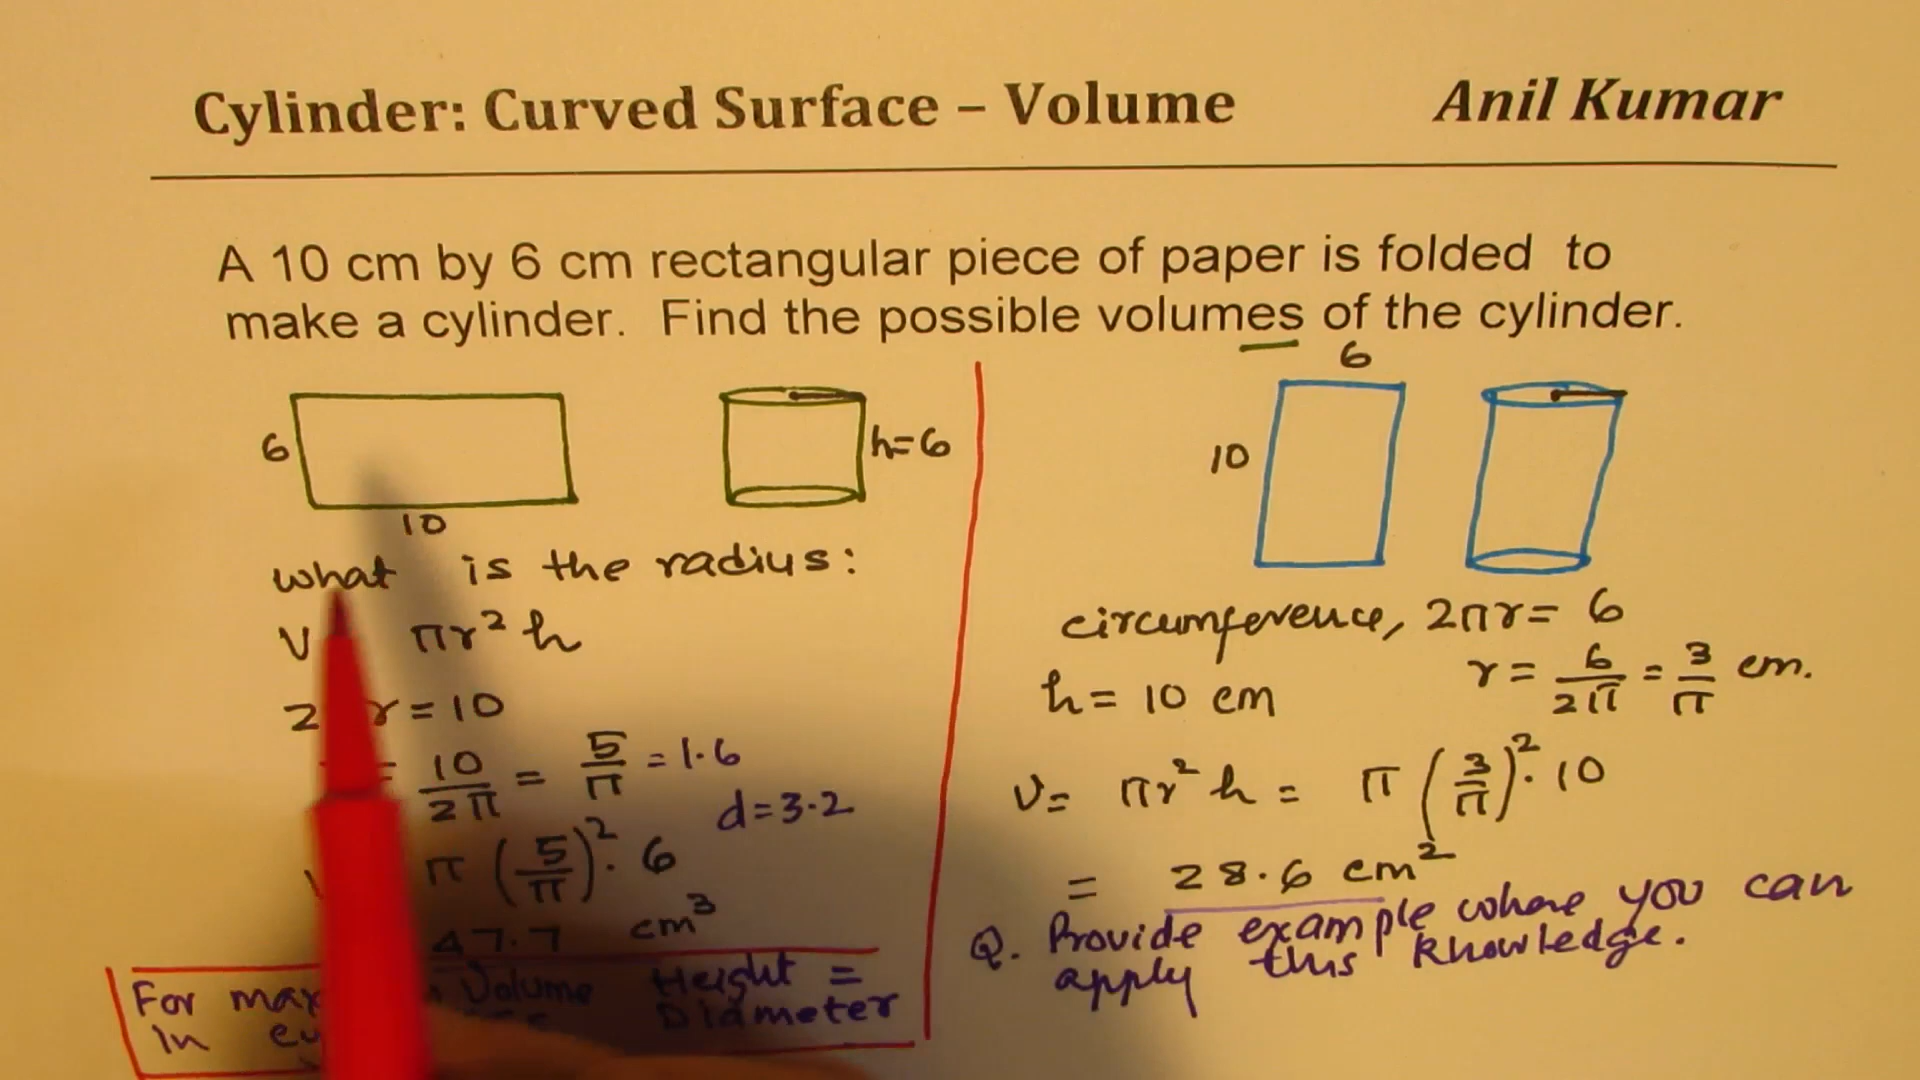 Cylinder: Curved Surface – Volume
Anil Kumar
A 10 cm by 6 cm rectangular piece of paper is folded to
make a cylinder. Find the possible volumes of the cylinder.
6
10
h=6
what is the radius:
V πr² h
2 r = 10
= 10/2π = 5/π = 1.6
d = 3.2
π (5/π)² · 6
47.7 cm³
For max Volume Height =
In Diameter
6
10
circumference, 2πr = 6
r = 6/2π = 3/π cm.
h = 10 cm
V = πr² h = π (3/π)² · 10
= 28.6 cm²
Q. Provide example where you can
apply this knowledge.